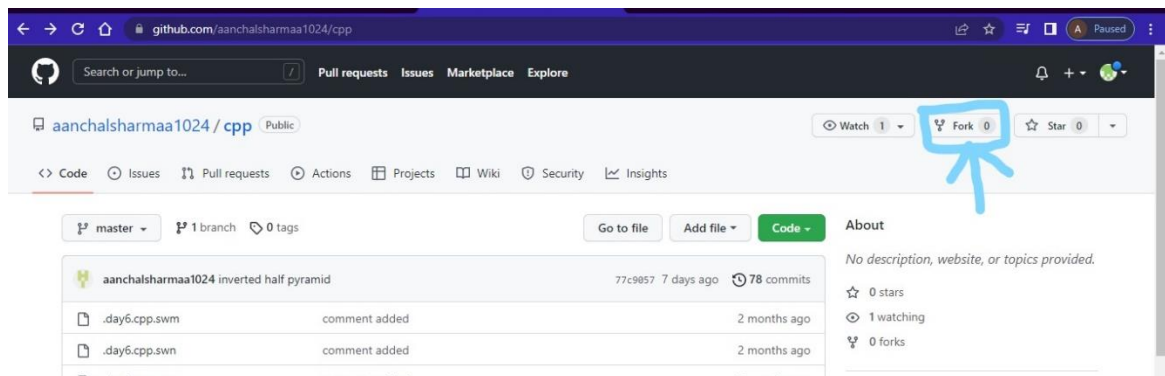 github.com/aanchalsharmaa1024/cpp A Paused
Search or jump to... / Pull requests Issues Marketplace Explore
aanchalsharmaa1024 / cpp Public Watch 1 Fork 0 Star 0
<> Code Issues Pull requests Actions Projects Wiki Security Insights
master 1 branch 0 tags Go to file Add file Code
About
No description, website, or topics provided.
aanchalsharmaa1024 inverted half pyramid 77c9057 7 days ago 78 commits
0 stars
.day6.cpp.swm comment added 2 months ago
1 watching
.day6.cpp.swn comment added 2 months ago
0 forks